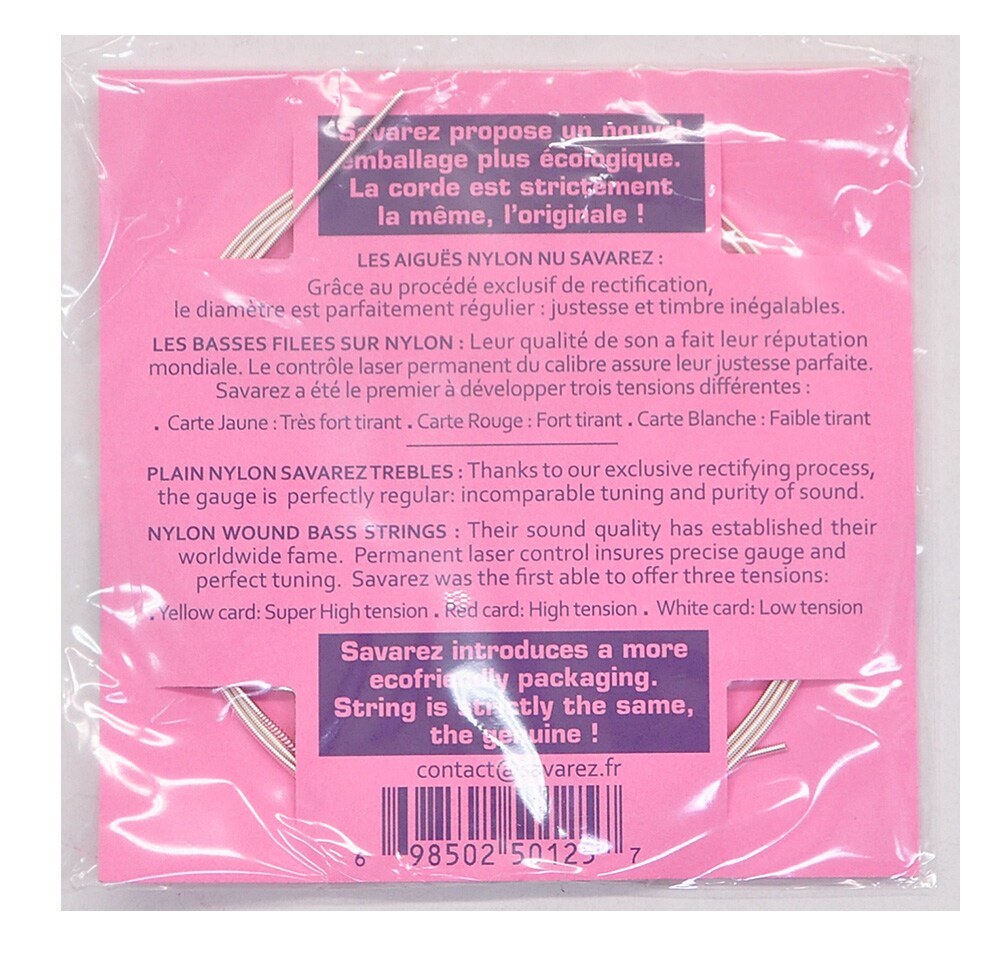 Savarez propose un nouvel
emballage plus écologique.
La corde est strictement
la même, l'originale !
LES AIGUËS NYLON NU SAVAREZ :
Grâce au procédé exclusif de rectification,
le diamètre est parfaitement régulier : justesse et timbre inégalables.
LES BASSES FILEES SUR NYLON : Leur qualité de son a fait leur réputation
mondiale. Le contrôle laser permanent du calibre assure leur justesse parfaite.
Savarez a été le premier à développer trois tensions différentes :
. Carte Jaune : Très fort tirant . Carte Rouge : Fort tirant . Carte Blanche : Faible tirant
PLAIN NYLON SAVAREZ TREBLES : Thanks to our exclusive rectifying process,
the gauge is perfectly regular: incomparable tuning and purity of sound.
NYLON WOUND BASS STRINGS : Their sound quality has established their
worldwide fame. Permanent laser control insures precise gauge and
perfect tuning. Savarez was the first able to offer three tensions:
. Yellow card: Super High tension . Red card: High tension . White card: Low tension
Savarez introduces a more
ecofriendly packaging.
String is strictly the same,
the genuine !
contact@savarez.fr
6 98502 50125 7